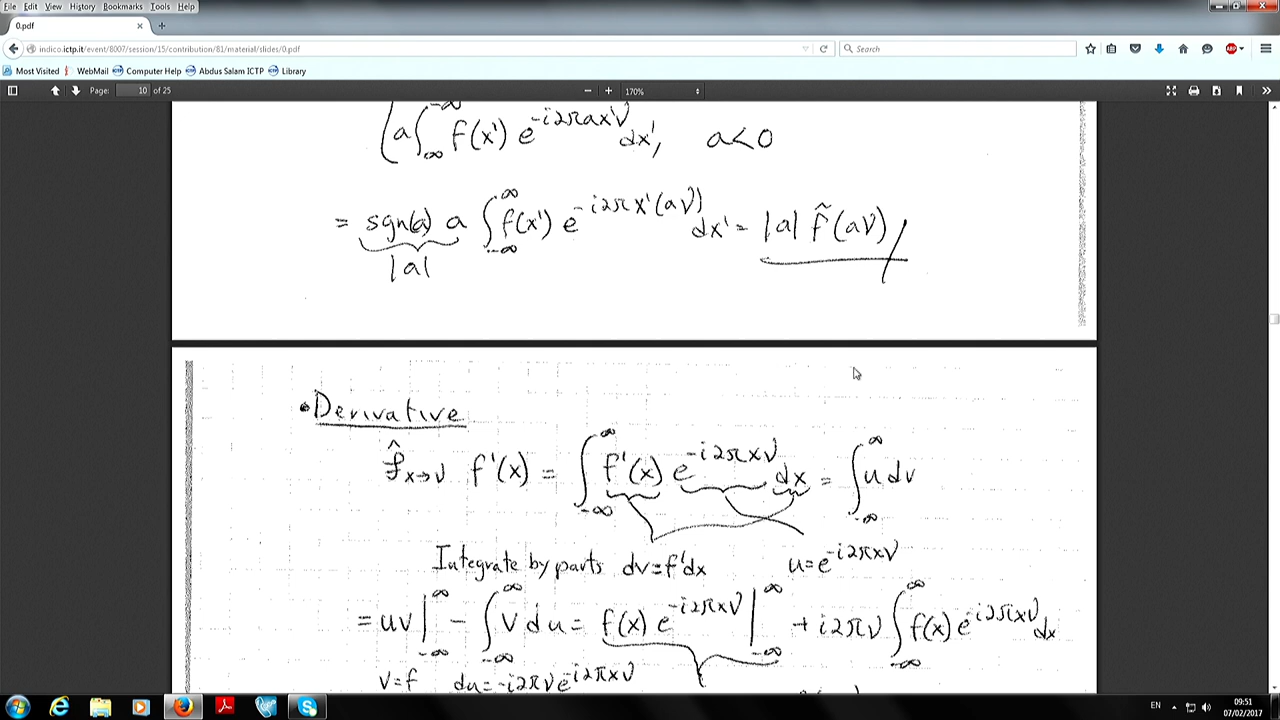 File Edit View History Bookmarks Tools Help
0.pdf
indico.ictp.it/event/8007/session/15/contribution/81/material/slides/0.pdf
Search
Most Visited WebMail Computer Help Abdus Salam ICTP Library
Page: 10 of 25
170%
a∫_{∞}^{-∞} f(x') e^{-i2πax'ν} dx', a<0
= sgn(a) a ∫_{-∞}^{∞} f(x') e^{-i2πx'(aν)} dx' = |a| f̃(aν)
|a|
• Derivative
ℱ̂_{x→ν} f'(x) = ∫_{-∞}^{∞} f'(x) e^{-i2πxν} dx = ∫_{-∞}^{∞} u dv
Integrate by parts dv=f'dx u=e^{-i2πxν}
= uv|_{-∞}^{∞} - ∫_{-∞}^{∞} v du = f(x) e^{-i2πxν}|_{-∞}^{∞} + i2πν ∫_{-∞}^{∞} f(x) e^{-i2πxν} dx
v=f du=-i2πν e^{-i2πxν}
EN
09:51
07/02/2017